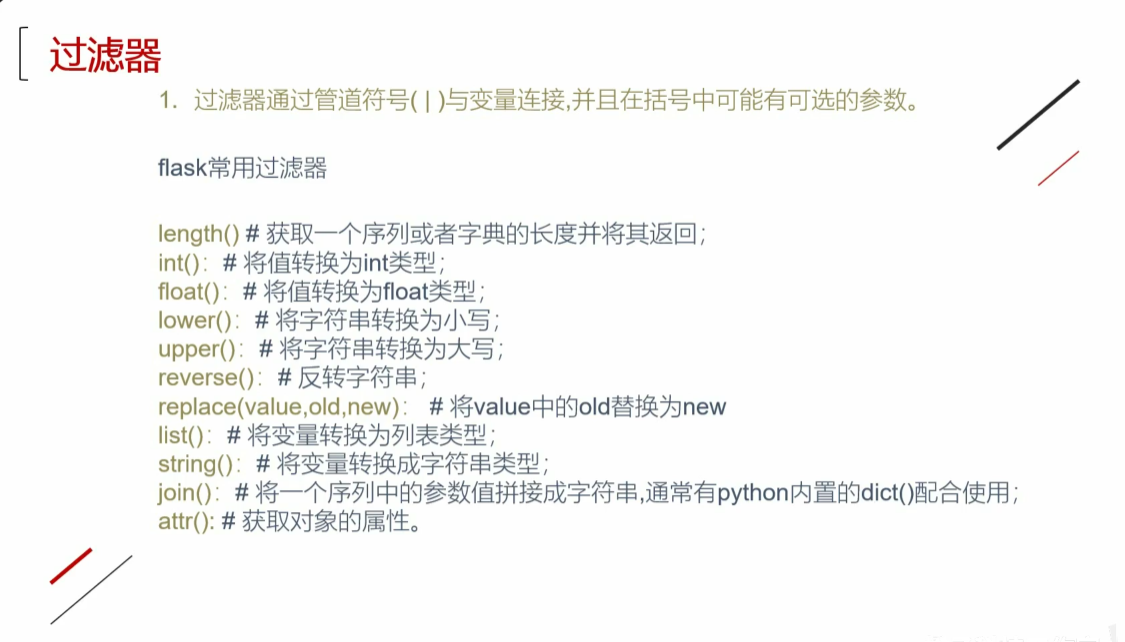 过滤器
1. 过滤器通过管道符号( | )与变量连接,并且在括号中可能有可选的参数。
flask常用过滤器
length() # 获取一个序列或者字典的长度并将其返回;
int()：# 将值转换为int类型;
float()：# 将值转换为float类型;
lower()：# 将字符串转换为小写;
upper()：# 将字符串转换为大写;
reverse()：# 反转字符串;
replace(value,old,new)： # 将value中的old替换为new
list()：# 将变量转换为列表类型;
string()：# 将变量转换成字符串类型;
join()：# 将一个序列中的参数值拼接成字符串,通常有python内置的dict()配合使用;
attr(): # 获取对象的属性。